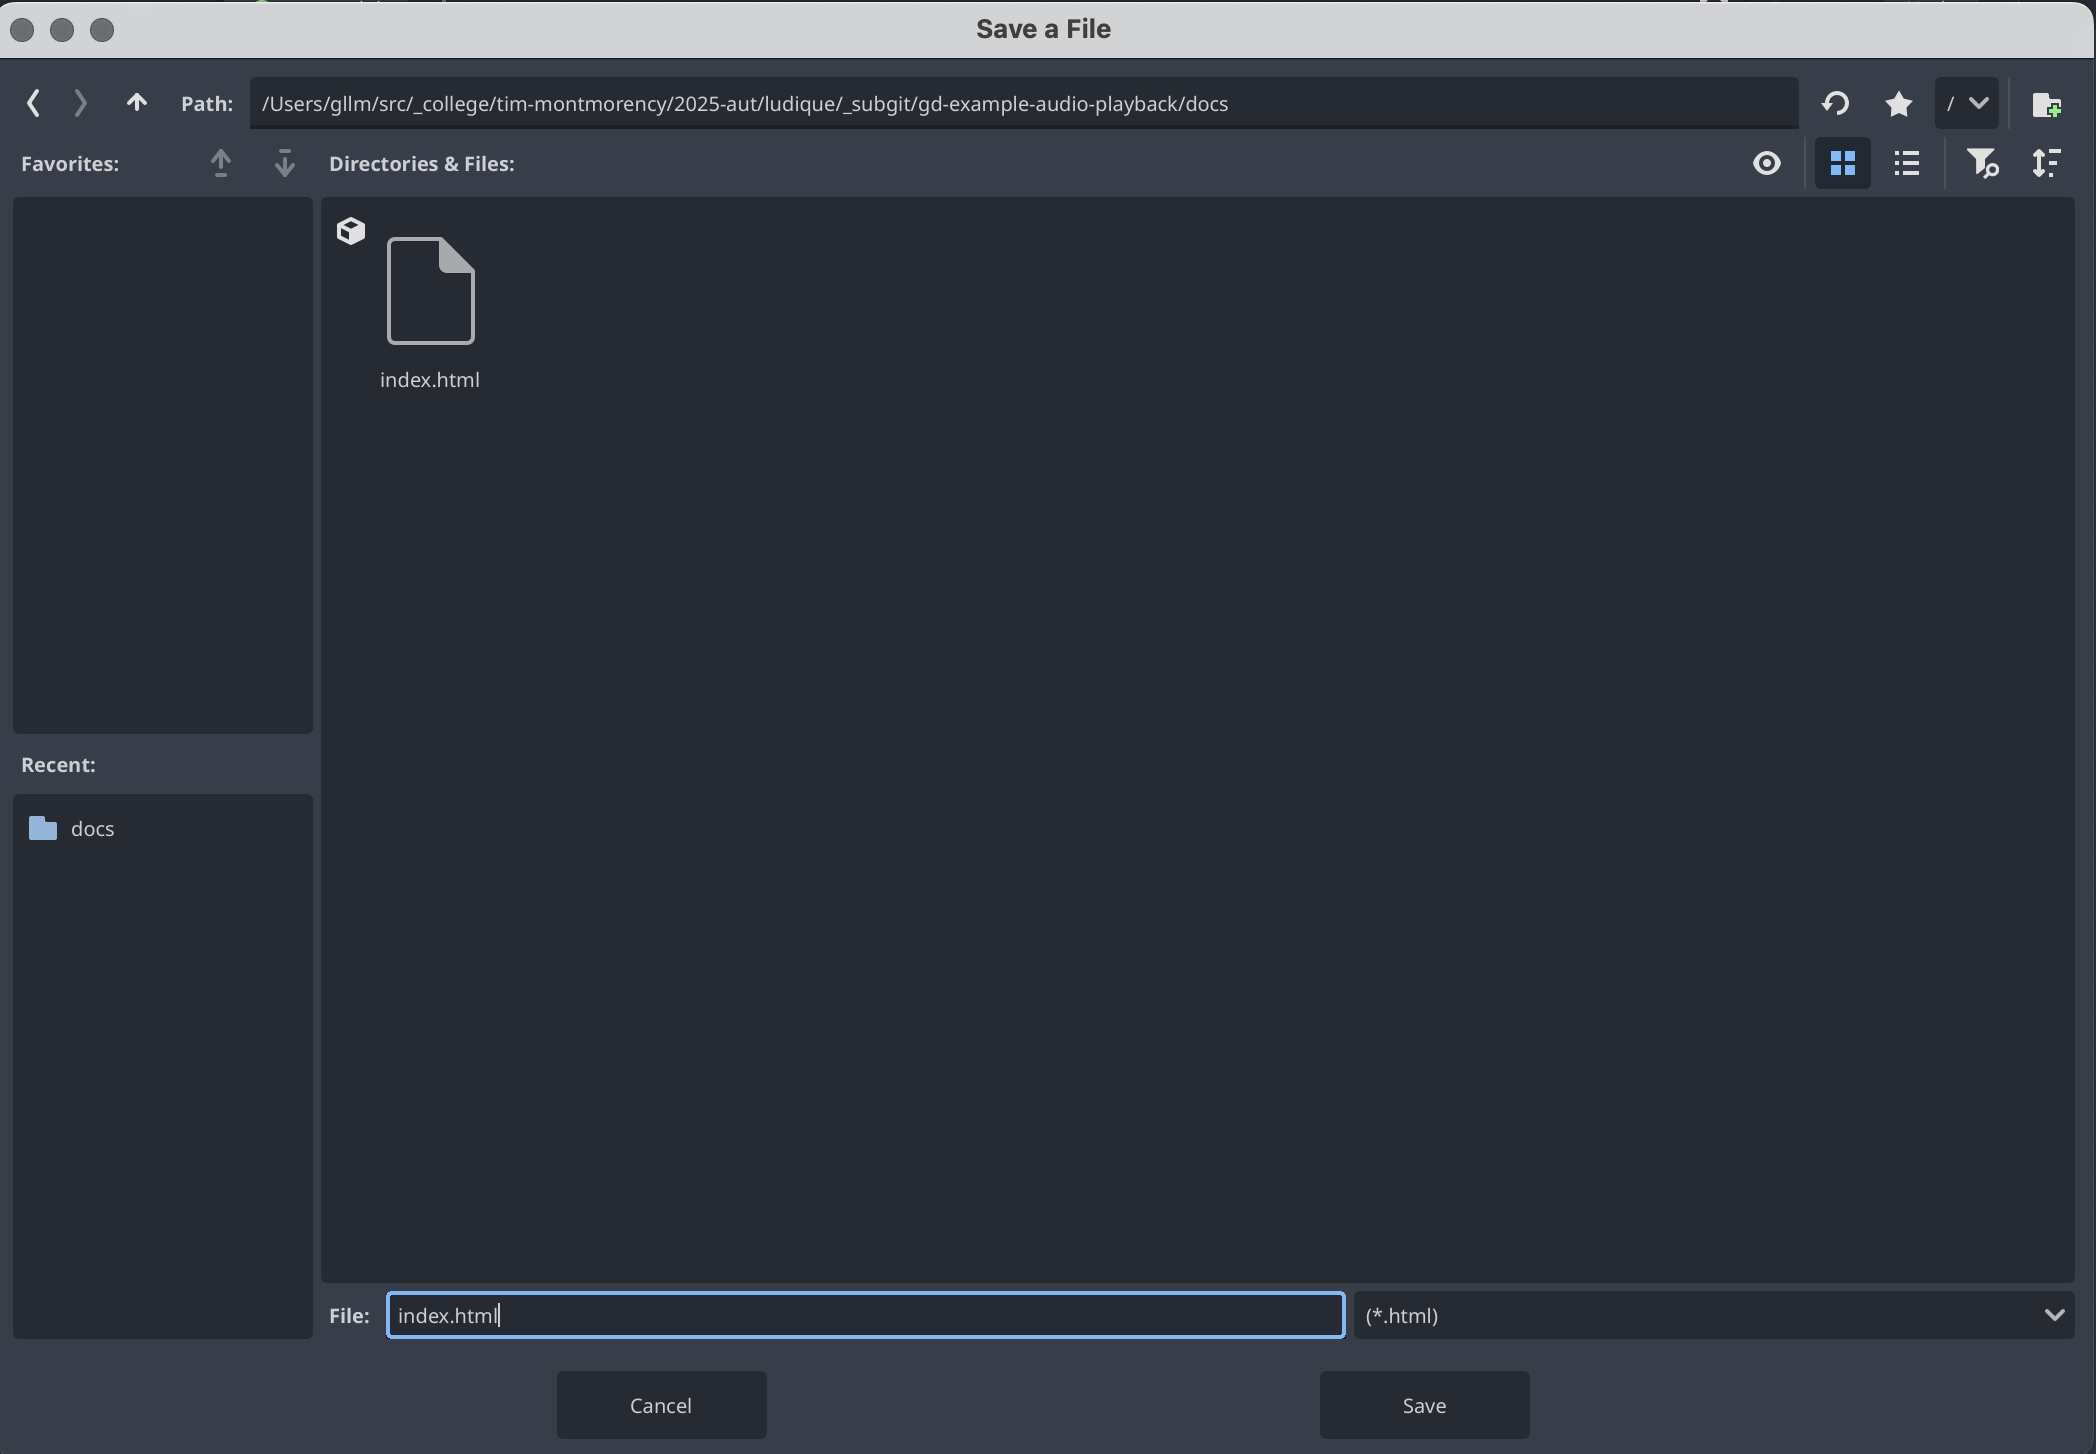 Save a File
Path: /Users/gllm/src/_college/tim-montmorency/2025-aut/ludique/_subgit/gd-example-audio-playback/docs /
Favorites: Directories & Files:
index.html
Recent:
docs
File: index.html (*.html)
Cancel Save